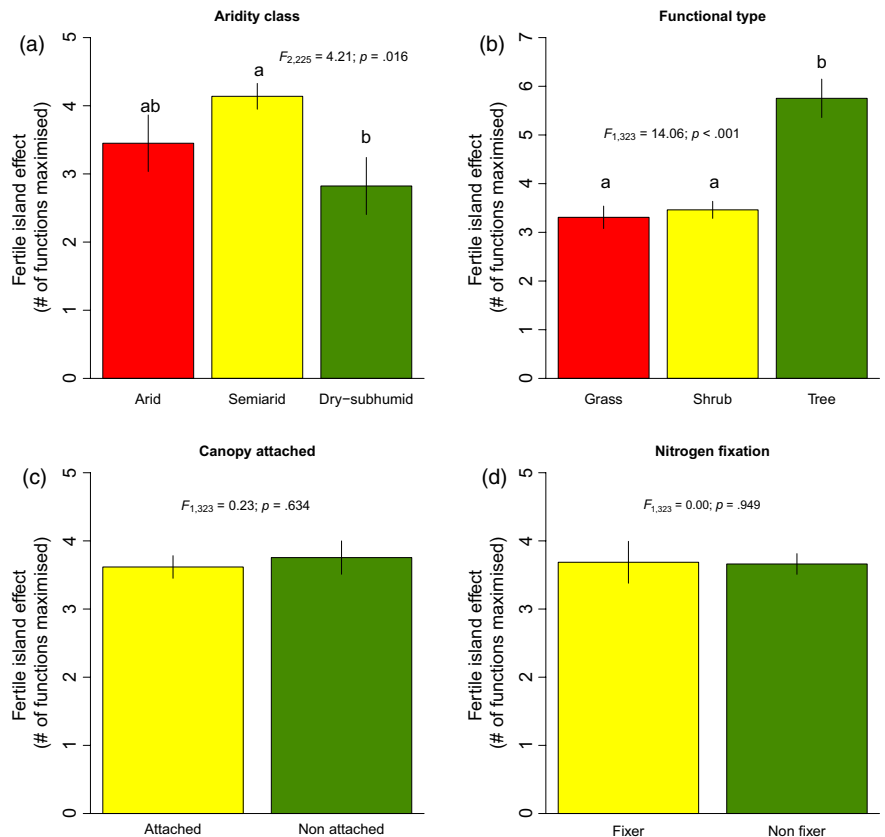 Aridity class
(a)
F2,225 = 4.21; p = .016
ab
a
b
Fertile island effect
(# of functions maximised)
0 1 2 3 4 5
Arid Semiarid Dry−subhumid
Functional type
(b)
F1,323 = 14.06; p < .001
a
a
b
Fertile island effect
(# of functions maximised)
0 1 2 3 4 5 6 7
Grass Shrub Tree
Canopy attached
(c)
F1,323 = 0.23; p = .634
Fertile island effect
(# of functions maximised)
0 1 2 3 4 5
Attached Non attached
Nitrogen fixation
(d)
F1,323 = 0.00; p = .949
Fertile island effect
(# of functions maximised)
0 1 2 3 4 5
Fixer Non fixer